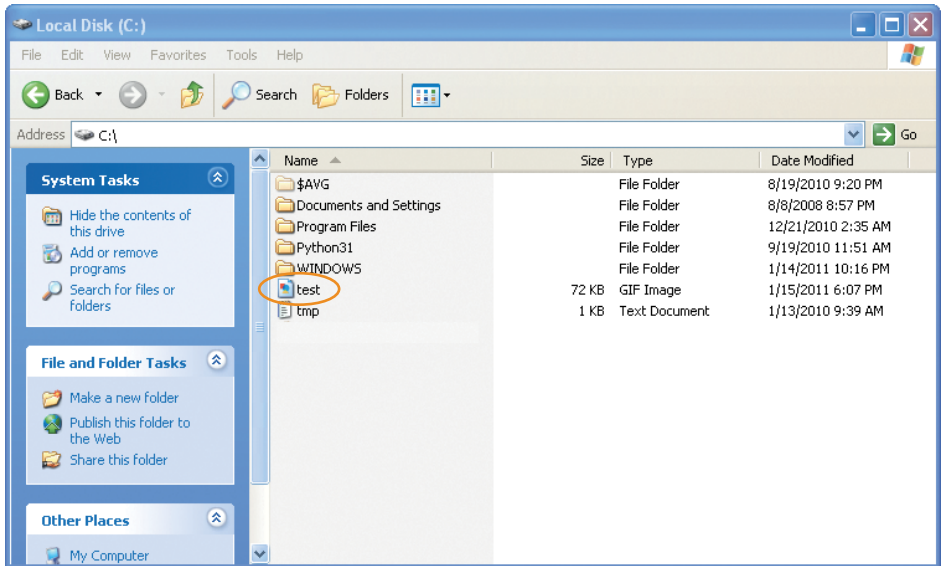 Local Disk (C:)
File Edit View Favorites Tools Help
Back Search Folders
Address C:\ Go
System Tasks
Hide the contents of
this drive
Add or remove
programs
Search for files or
folders
File and Folder Tasks
Make a new folder
Publish this folder to
the Web
Share this folder
Other Places
My Computer
Name Size Type Date Modified
$AVG File Folder 8/19/2010 9:20 PM
Documents and Settings File Folder 8/8/2008 8:57 PM
Program Files File Folder 12/21/2010 2:35 AM
Python31 File Folder 9/19/2010 11:51 AM
WINDOWS File Folder 1/14/2011 10:16 PM
test 72 KB GIF Image 1/15/2011 6:07 PM
tmp 1 KB Text Document 1/13/2010 9:39 AM